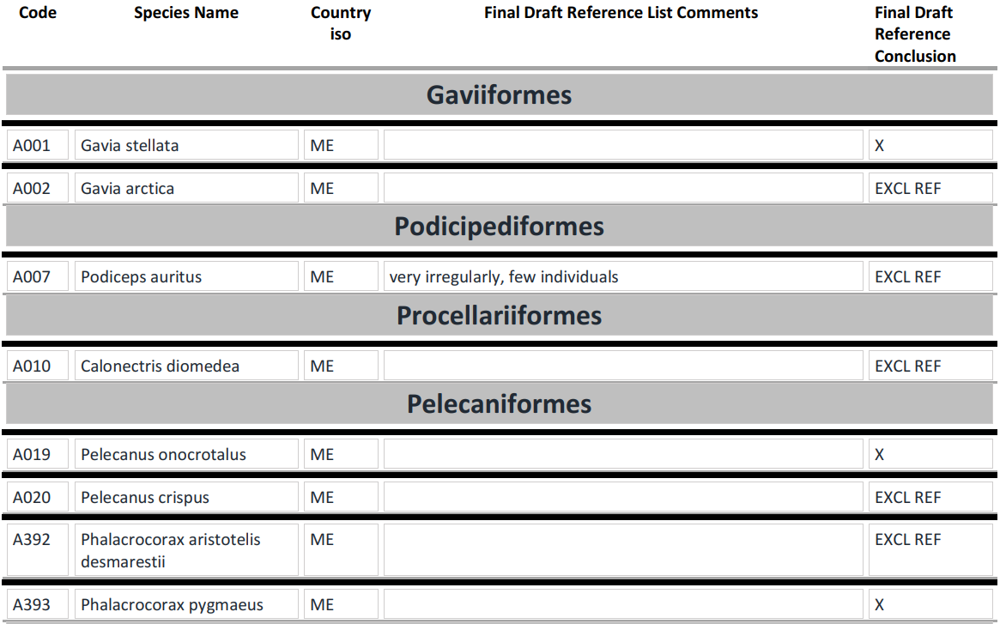 Code Species Name Country iso Final Draft Reference List Comments Final Draft Reference Conclusion
Gaviiformes
A001 Gavia stellata ME X
A002 Gavia arctica ME EXCL REF
Podicipediformes
A007 Podiceps auritus ME very irregularly, few individuals EXCL REF
Procellariiformes
A010 Calonectris diomedea ME EXCL REF
Pelecaniformes
A019 Pelecanus onocrotalus ME X
A020 Pelecanus crispus ME EXCL REF
A392 Phalacrocorax aristotelis ME EXCL REF
desmarestii
A393 Phalacrocorax pygmaeus ME X